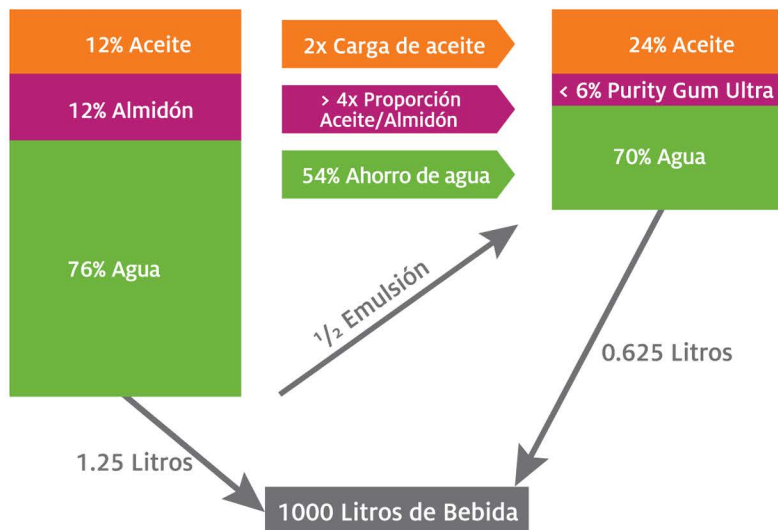 12% Aceite
12% Almidón
76% Agua
2x Carga de aceite
> 4x Proporción
Aceite/Almidón
54% Ahorro de agua
24% Aceite
< 6% Purity Gum Ultra
70% Agua
½ Emulsión
1.25 Litros
0.625 Litros
1000 Litros de Bebida